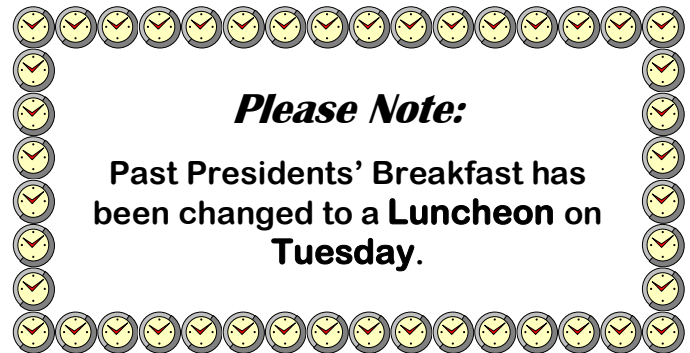 Please Note:
Past Presidents’ Breakfast has
been changed to a Luncheon on
Tuesday.